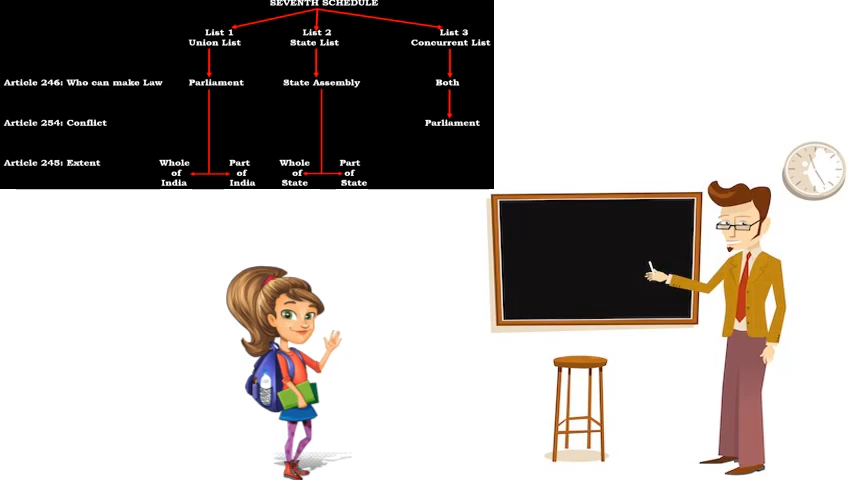 SEVENTH SCHEDULE
List 1 List 2 List 3
Union List State List Concurrent List
Article 246: Who can make Law Parliament State Assembly Both
Article 254: Conflict Parliament
Article 245: Extent Whole Part Whole Part
of of of of
India India State State